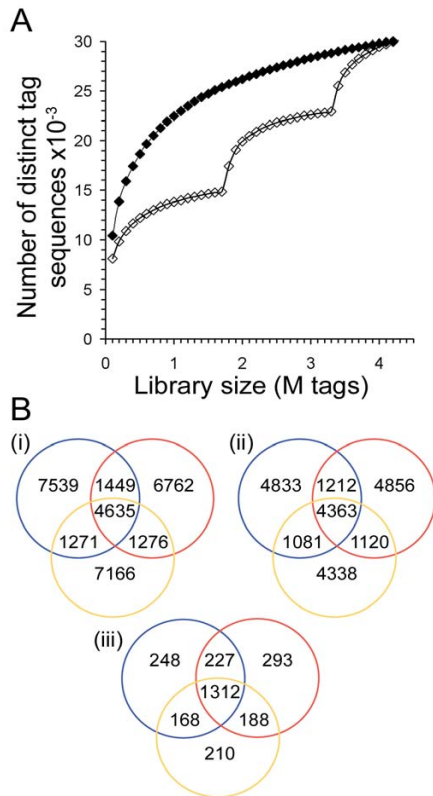 A
Number of distinct tag
sequences x10-3
30
25
20
15
10
5
0
0 1 2 3 4
Library size (M tags)
B
(i)
7539 1449 6762
4635
1271 1276
7166
(ii)
4833 1212 4856
4363
1081 1120
4338
(iii)
248 227 293
1312
168 188
210